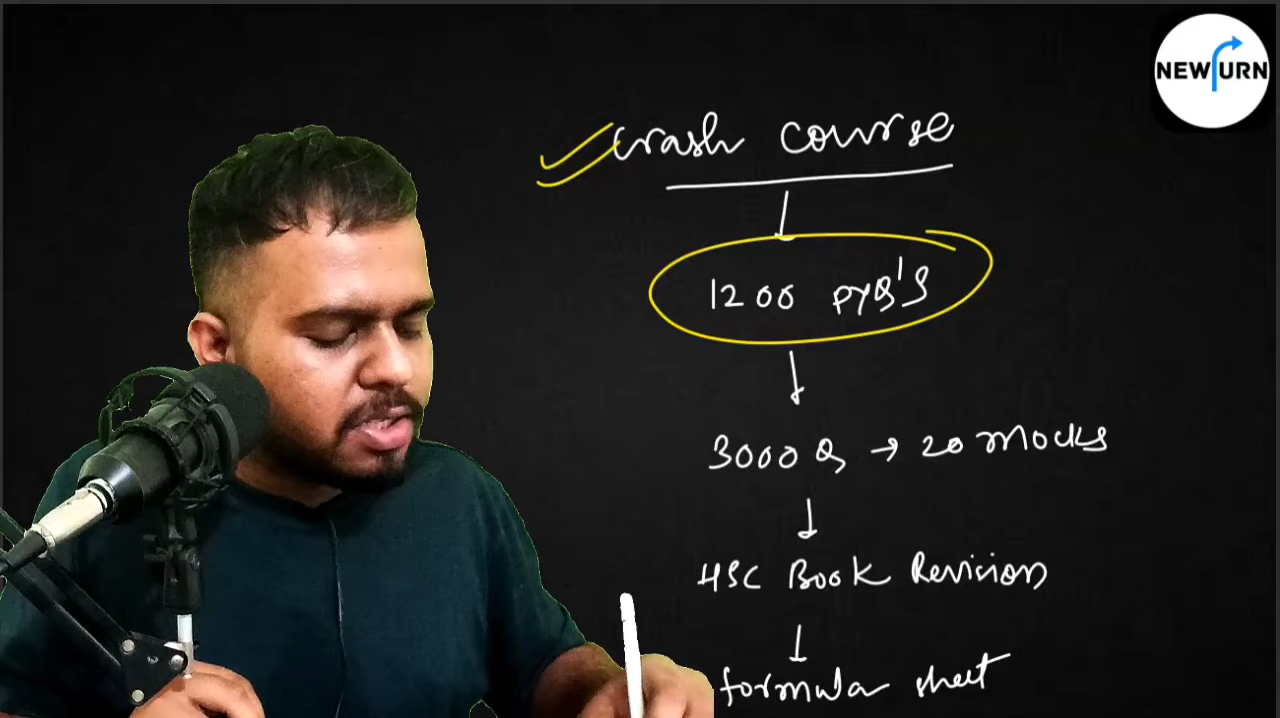 NEWTURN
Crash course
1200 PYQ'S
3000 Q → 20 mocks
HSC Book Revision
formula sheet